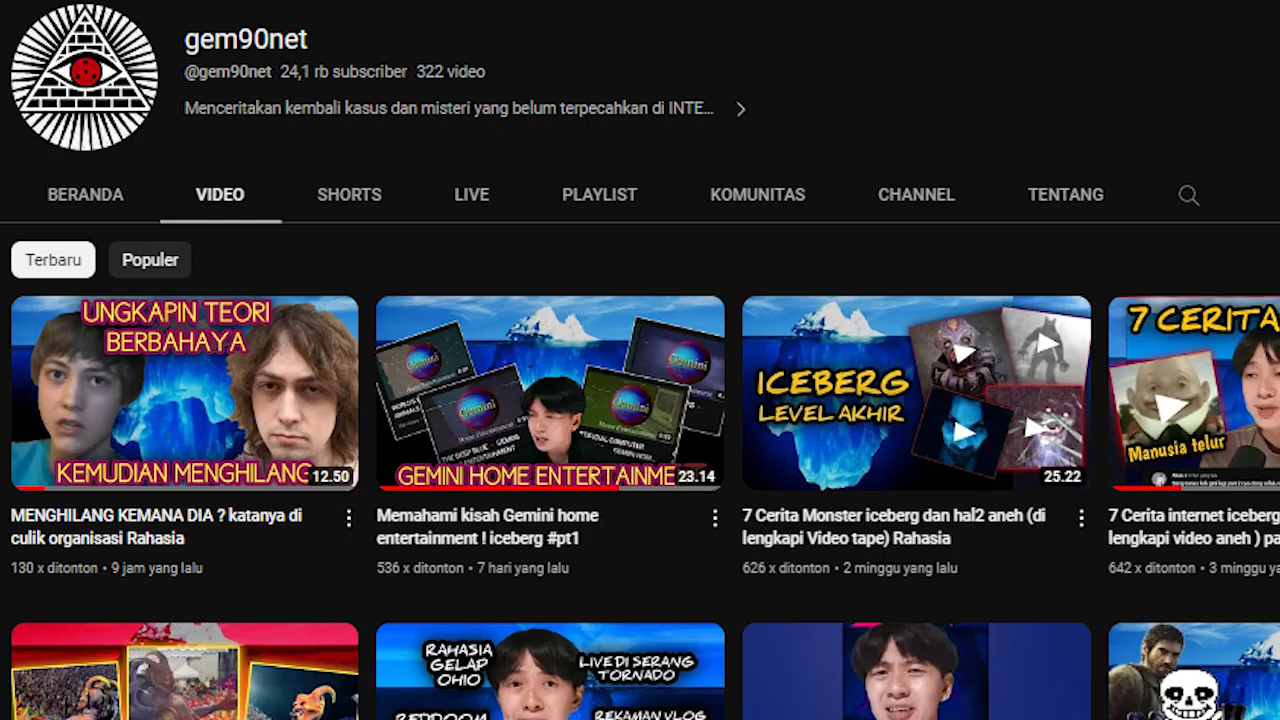 gem90net
@gem90net 24,1 rb subscriber 322 video
Menceritakan kembali kasus dan misteri yang belum terpecahkan di INTE...
BERANDA VIDEO SHORTS LIVE PLAYLIST KOMUNITAS CHANNEL TENTANG
Terbaru Populer
UNGKAPIN TEORI
BERBAHAYA
KEMUDIAN MENGHILANG
12.50
Gemini
Gemini
Gemini
Gemini
GEMINI HOME ENTERTAINME
23.14
ICEBERG
LEVEL AKHIR
25.22
7 CERITA
Manusia telur
MENGHILANG KEMANA DIA ? katanya di
culik organisasi Rahasia
130 x ditonton • 9 jam yang lalu
Memahami kisah Gemini home
entertainment ! iceberg #pt1
536 x ditonton • 7 hari yang lalu
7 Cerita Monster iceberg dan hal2 aneh (di
lengkapi Video tape) Rahasia
626 x ditonton • 2 minggu yang lalu
7 Cerita internet iceberg
lengkapi video aneh ) pa
642 x ditonton • 3 minggu ya
RAHASIA
GELAP
OHIO
LIVE DI SERANG
TORNADO
REDROOM
REKAMAN VLOG